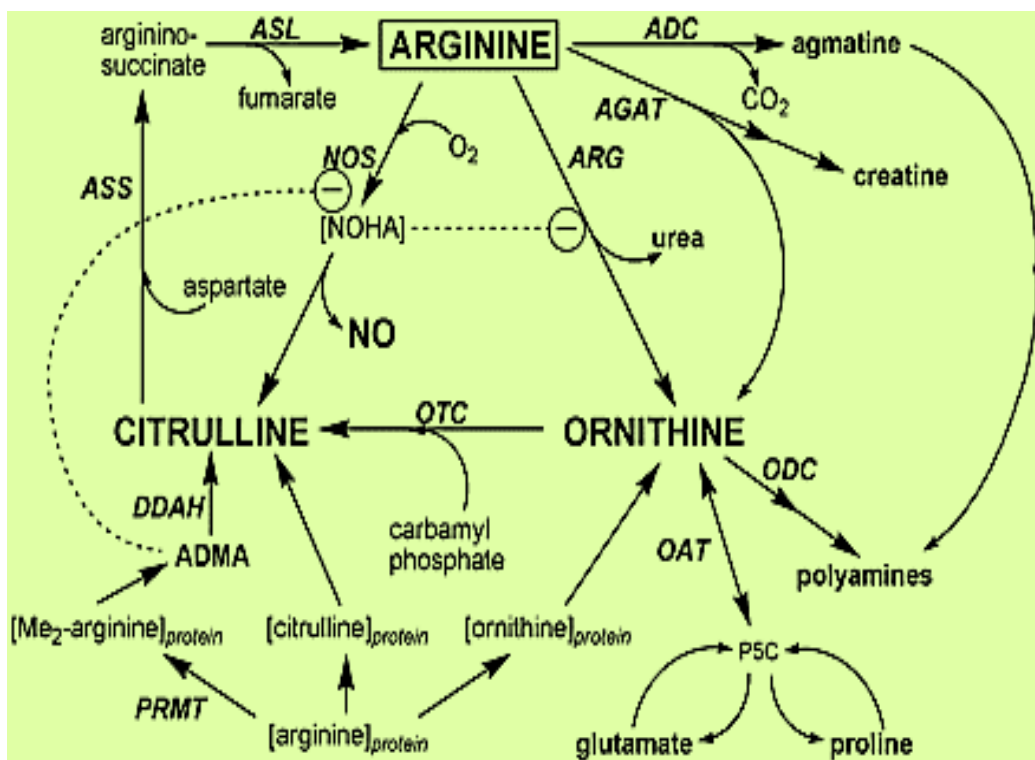 arginino-
succinate
ASL
fumarate
ARGININE
ADC
agmatine
CO2
AGAT
creatine
NOS
O2
ARG
ASS
−
[NOHA]
−
urea
aspartate
NO
CITRULLINE
OTC
ORNITHINE
DDAH
ADMA
carbamyl
phosphate
ODC
OAT
polyamines
[Me2-arginine]protein
[citrulline]protein
[ornithine]protein
P5C
PRMT
[arginine]protein
glutamate
proline